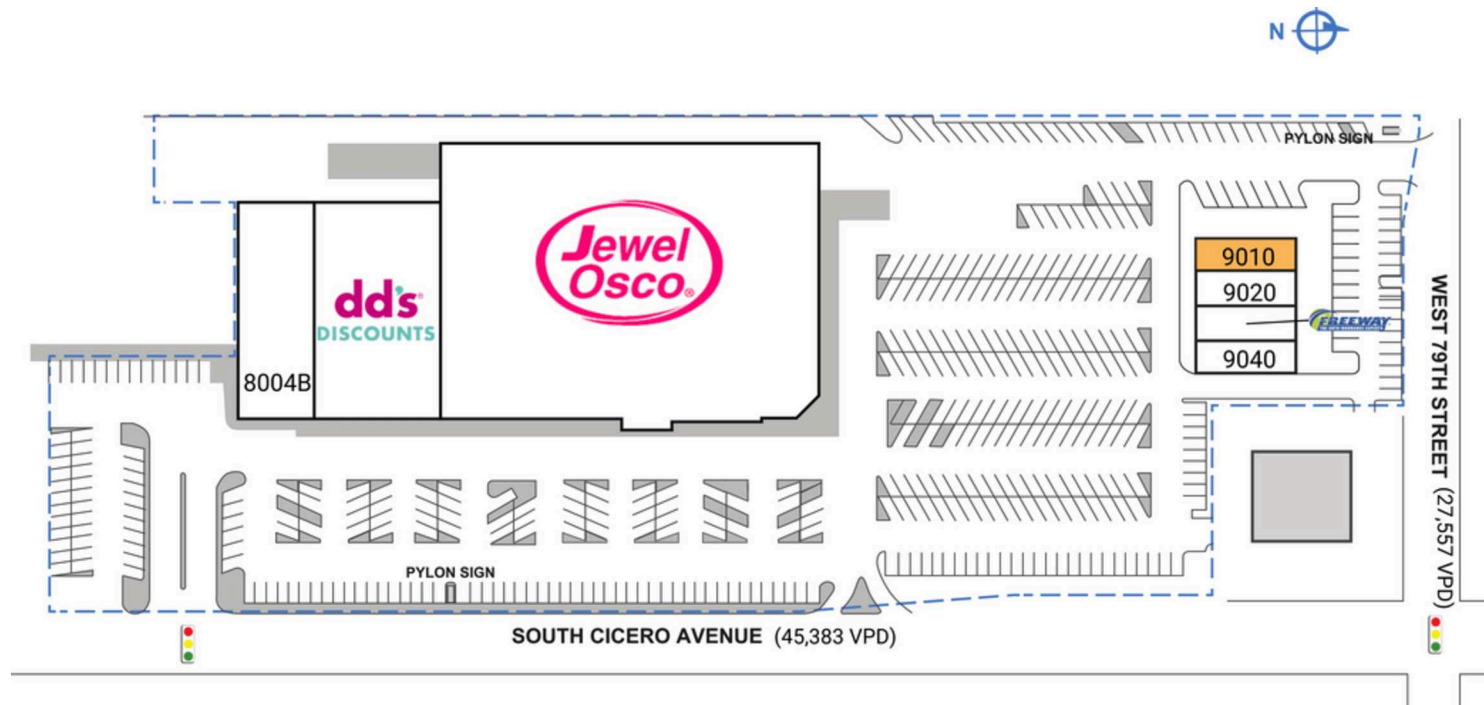 N
PYLON SIGN
Jewel
Osco®
dd's®
DISCOUNTS
8004B
9010
9020
FREEWAY
9040
WEST 79TH STREET (27,557 VPD)
PYLON SIGN
SOUTH CICERO AVENUE (45,383 VPD)